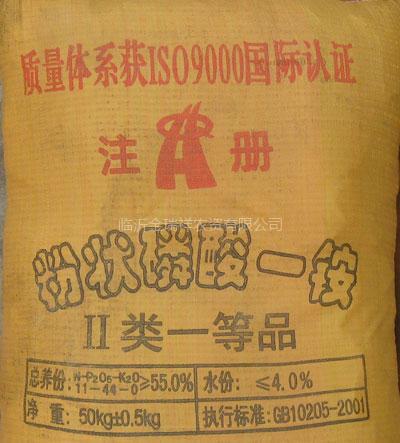 质量体系获ISO9000国际认证
注 册
临沂金瑞祥农资有限公司
粉状磷酸一铵
II类一等品
总养份:N-P2O5-K2O 11-44-0≥55.0% 水份: ≤4.0%
净 重: 50kg±0.5kg 执行标准:GB10205-2001